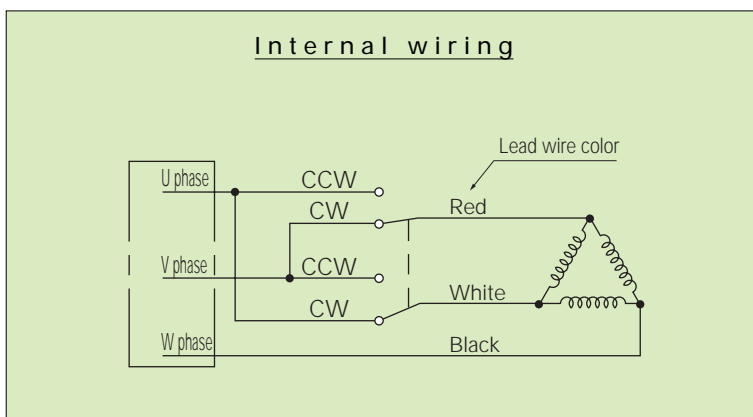 Internal wiring
Lead wire color
U phase
CCW
CW
Red
V phase
CCW
CW
White
W phase
Black